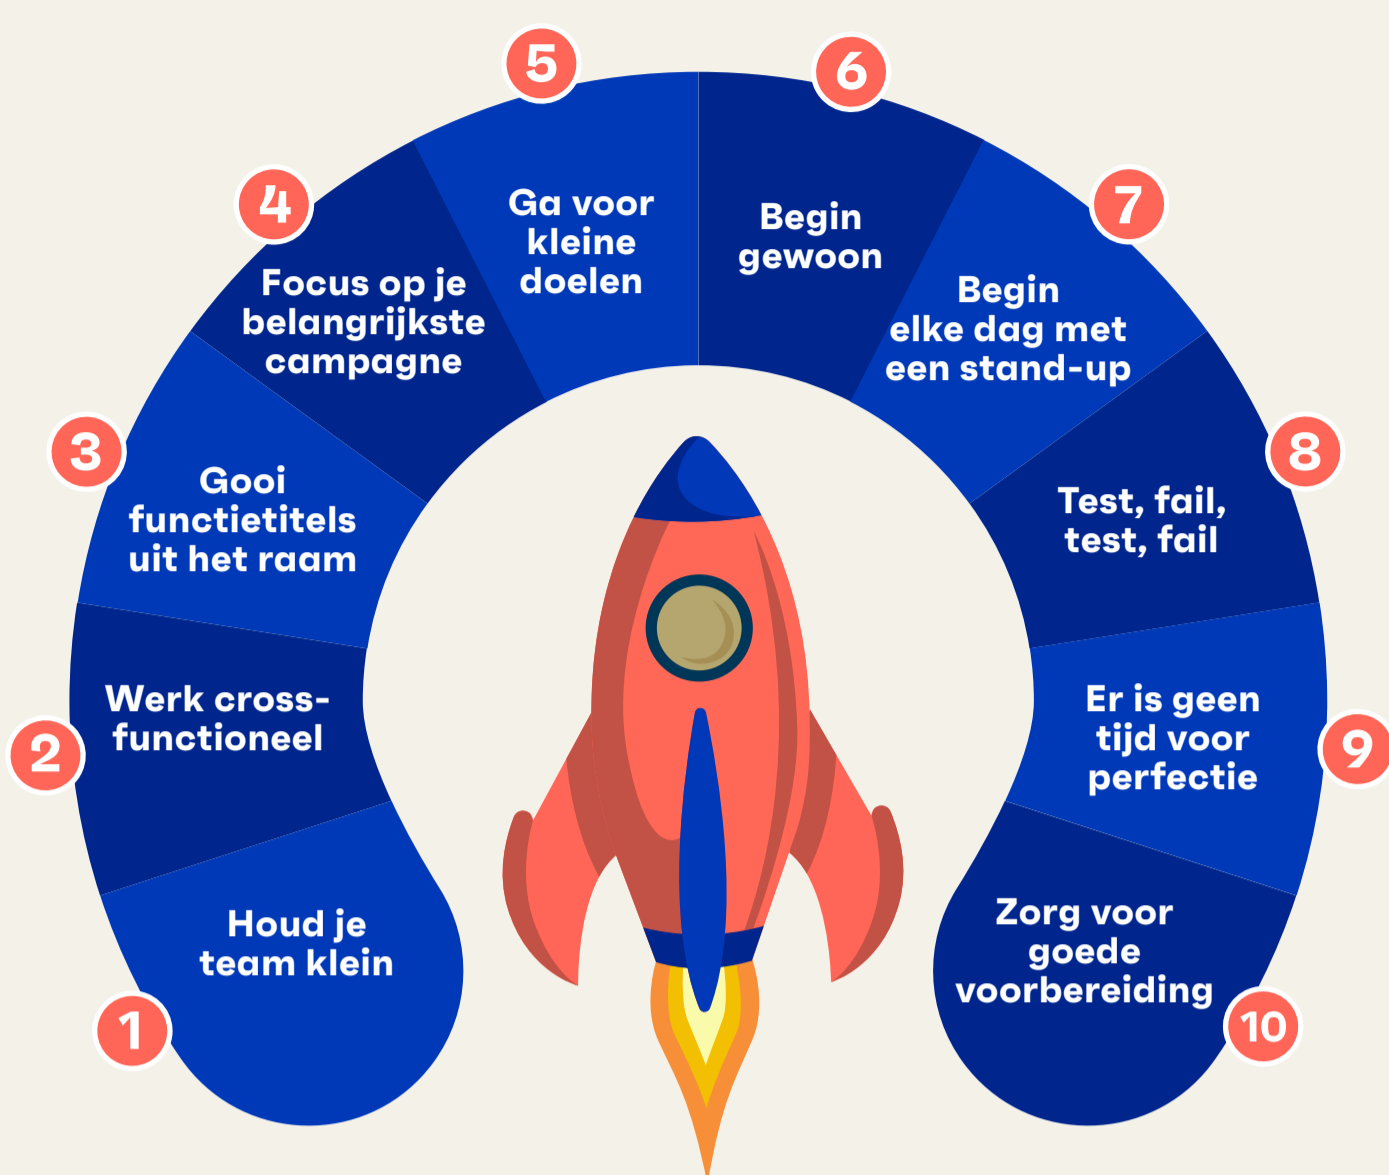 1
Houd je
team klein
2
Werk cross-
functioneel
3
Gooi
functietitels
uit het raam
4
Focus op je
belangrijkste
campagne
5
Ga voor
kleine
doelen
6
Begin
gewoon
7
Begin
elke dag met
een stand-up
8
Test, fail,
test, fail
9
Er is geen
tijd voor
perfectie
10
Zorg voor
goede
voorbereiding